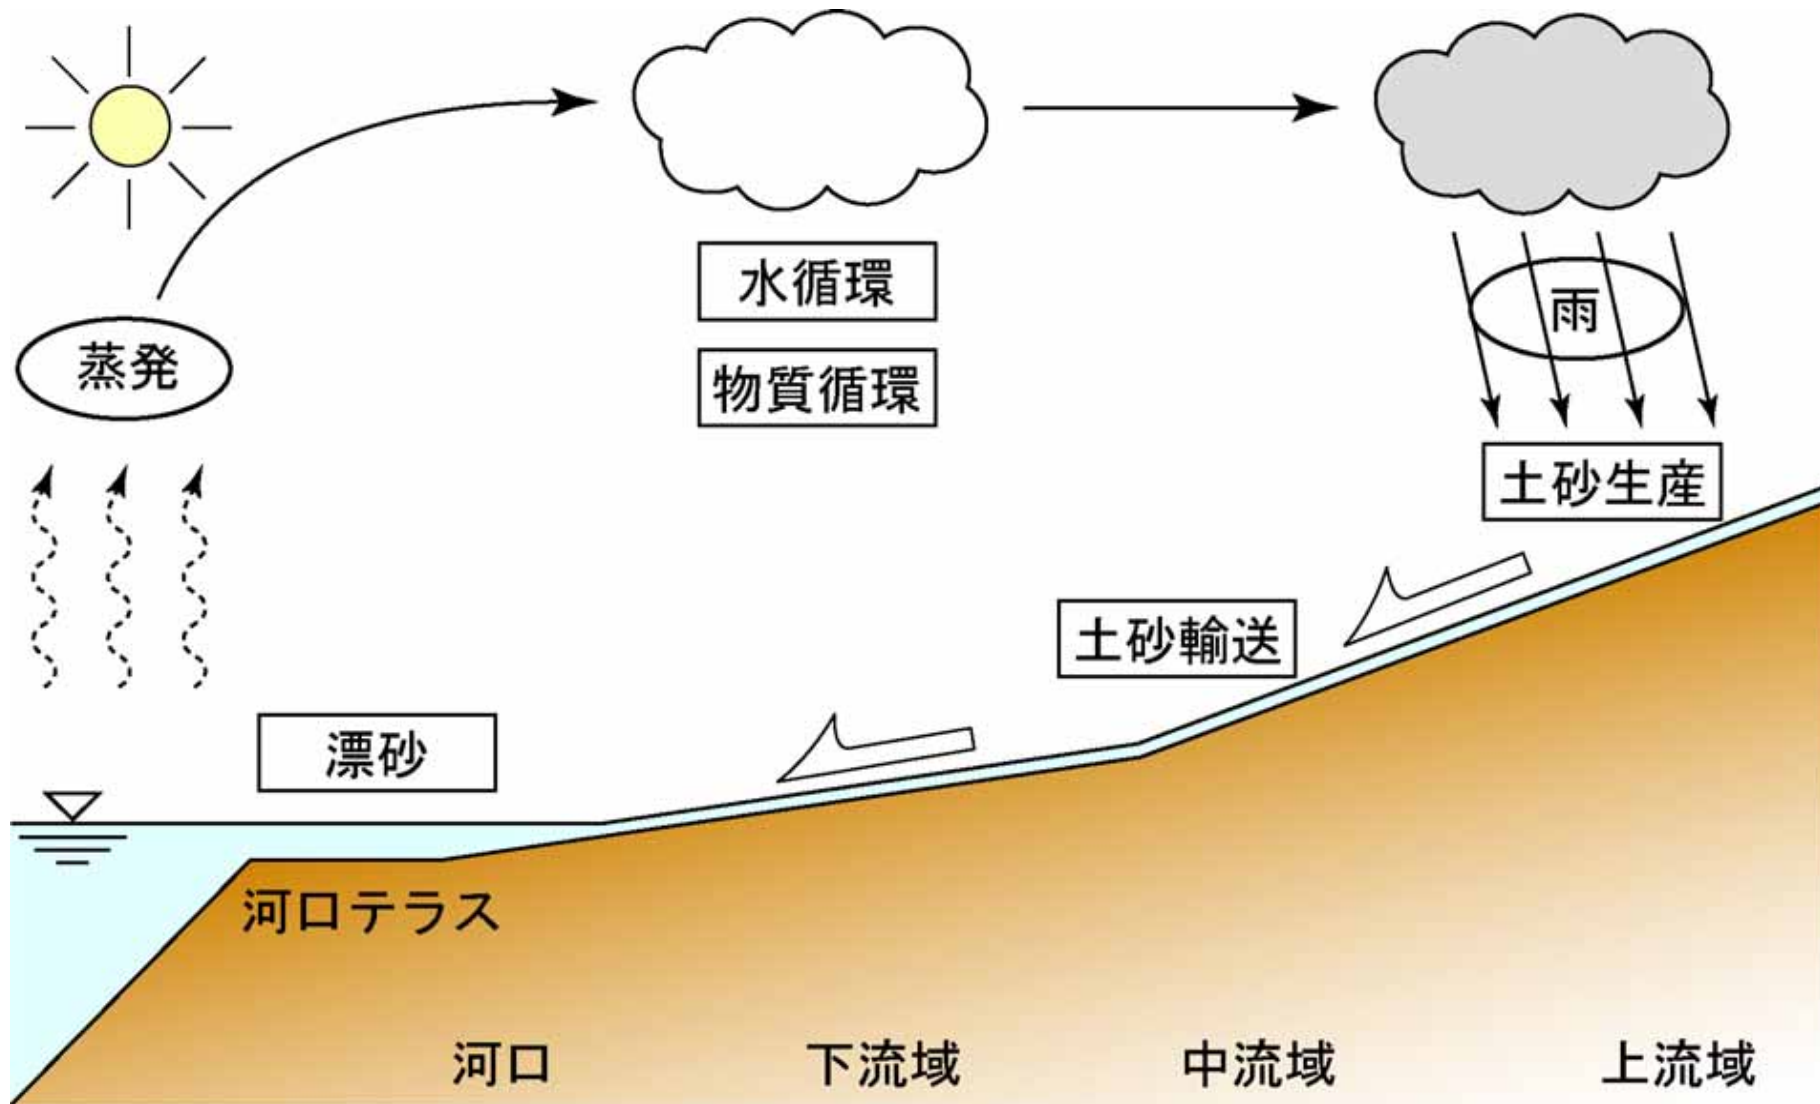 水循環
雨
蒸発
物質循環
土砂生産
土砂輸送
漂砂
河口テラス
河口
下流域
中流域
上流域